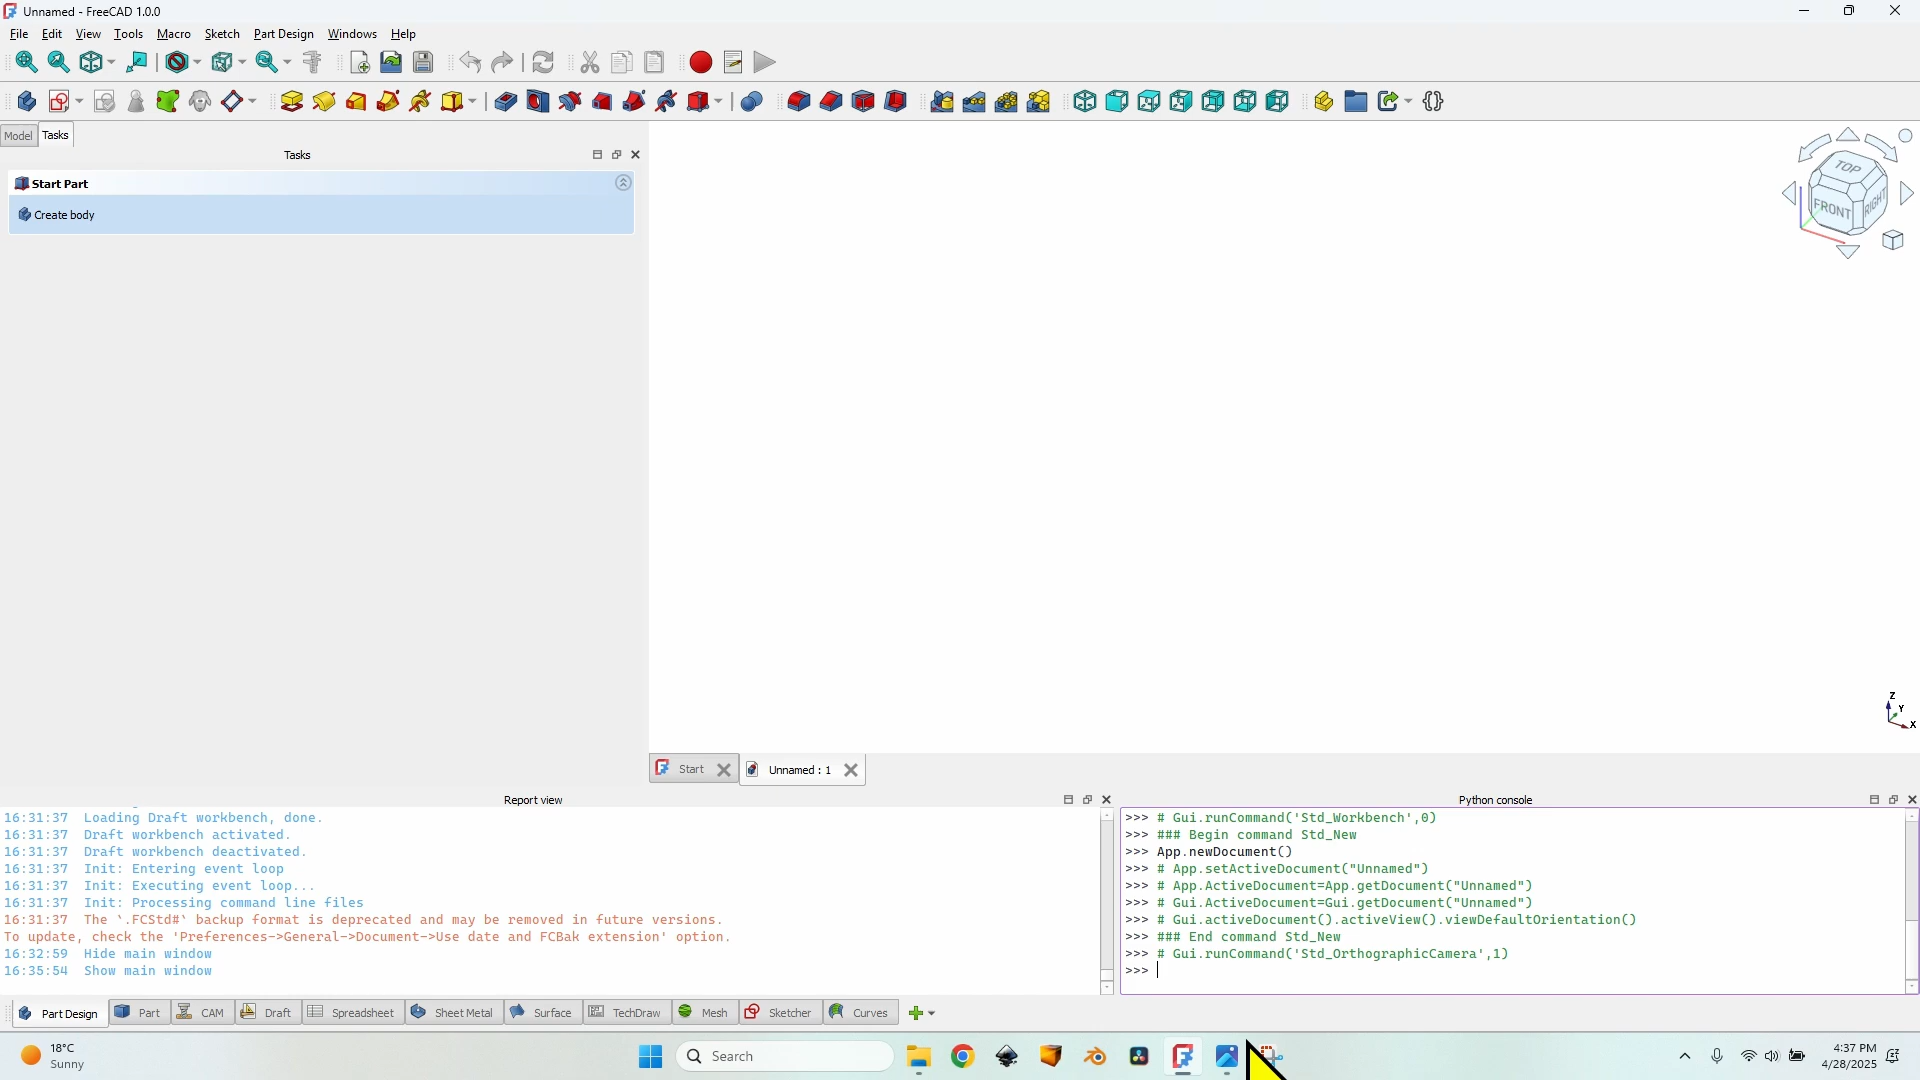 Unnamed - FreeCAD 1.0.0
File Edit View Tools Macro Sketch Part Design Windows Help
Model Tasks
Tasks
Start Part
Create body
TOP
FRONT
RIGHT
Z
Y
X
Start
Unnamed : 1
Report view
16:31:37 Loading Draft workbench, done.
16:31:37 Draft workbench activated.
16:31:37 Draft workbench deactivated.
16:31:37 Init: Entering event loop
16:31:37 Init: Executing event loop...
16:31:37 Init: Processing command line files
16:31:37 The `.FCStd#` backup format is deprecated and may be removed in future versions.
To update, check the 'Preferences->General->Document->Use date and FCBak extension' option.
16:32:59 Hide main window
16:35:54 Show main window
Python console
>>> # Gui.runCommand('Std_Workbench',0)
>>> ### Begin command Std_New
>>> App.newDocument()
>>> # App.setActiveDocument("Unnamed")
>>> # App.ActiveDocument=App.getDocument("Unnamed")
>>> # Gui.ActiveDocument=Gui.getDocument("Unnamed")
>>> # Gui.activeDocument().activeView().viewDefaultOrientation()
>>> ### End command Std_New
>>> # Gui.runCommand('Std_OrthographicCamera',1)
>>>
Part Design Part CAM Draft Spreadsheet Sheet Metal Surface TechDraw Mesh Sketcher Curves
18°C
Sunny
Search
4:37 PM
4/28/2025